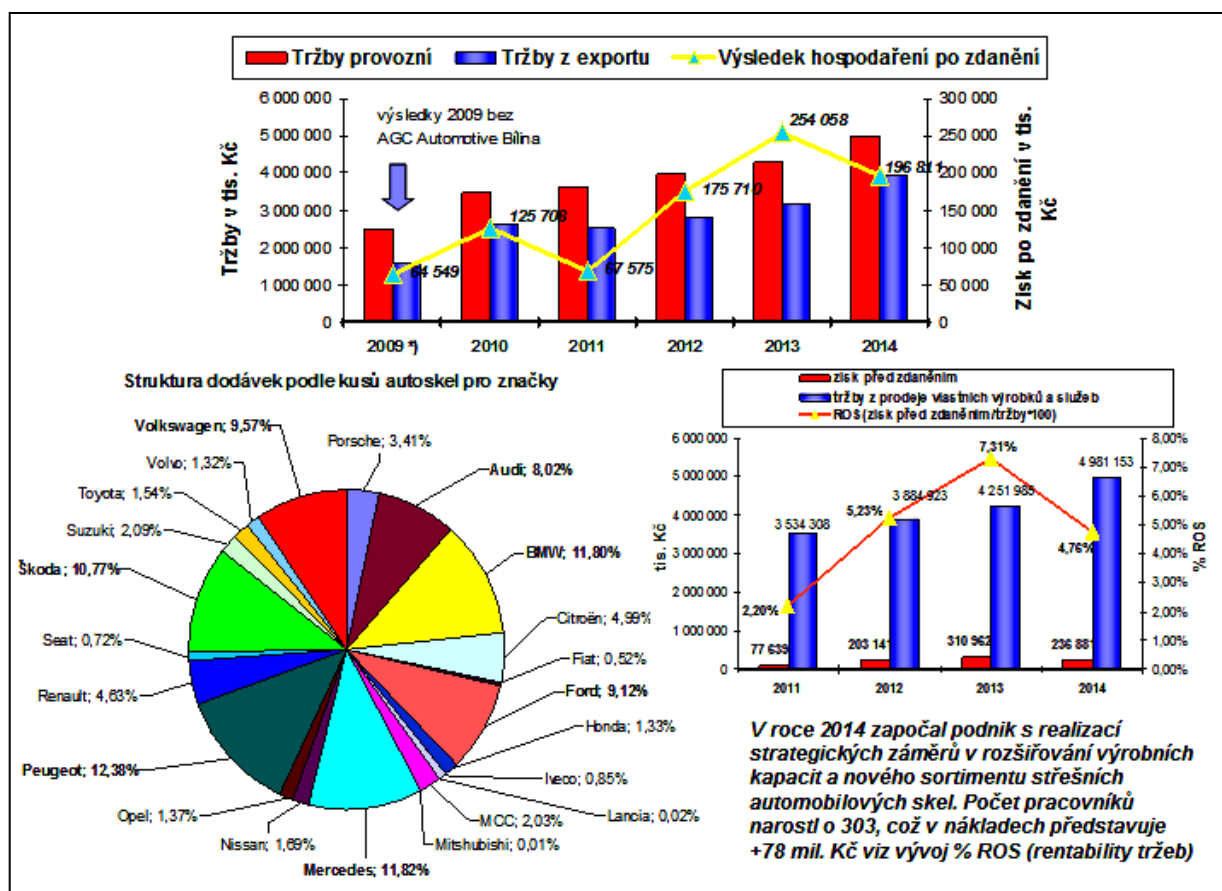 Tržby provozní Tržby z exportu Výsledek hospodaření po zdanění
Tržby v tis. Kč
6 000 000
5 000 000
4 000 000
3 000 000
2 000 000
1 000 000
0
výsledky 2009 bez
AGC Automotive Bílina
64 549
125 708
67 575
175 710
254 058
196 811
300 000
250 000
200 000
150 000
100 000
50 000
0
Zisk po zdanění v tis.
Kč
2009 *) 2010 2011 2012 2013 2014
Struktura dodávek podle kusů autoskel pro značky
Porsche; 3,41%
Audi; 8,02%
BMW; 11,80%
Citroën; 4,99%
Fiat; 0,52%
Ford; 9,12%
Honda; 1,33%
Iveco; 0,85%
Lancia; 0,02%
MCC; 2,03%
Mitshubishi; 0,01%
Mercedes; 11,82%
Nissan; 1,69%
Opel; 1,37%
Peugeot; 12,38%
Renault; 4,63%
Seat; 0,72%
Škoda; 10,77%
Suzuki; 2,09%
Toyota; 1,54%
Volvo; 1,32%
Volkswagen; 9,57%
zisk před zdaněním
tržby z prodeje vlastních výrobků a služeb
ROS (zisk před zdaněním/tržby*100)
tis. Kč
6 000 000
5 000 000
4 000 000
3 000 000
2 000 000
1 000 000
0
2,20%
5,23%
7,31%
4,76%
3 534 308
3 884 923
4 251 985
4 981 153
77 639
203 141
310 962
236 881
8,00%
7,00%
6,00%
5,00%
4,00%
3,00%
2,00%
1,00%
0,00%
% ROS
2011 2012 2013 2014
V roce 2014 započal podnik s realizací
strategických záměrů v rozšiřování výrobních
kapacit a nového sortimentu střešních
automobilových skel. Počet pracovníků
narostl o 303, což v nákladech představuje
+78 mil. Kč viz vývoj % ROS (rentability tržeb)